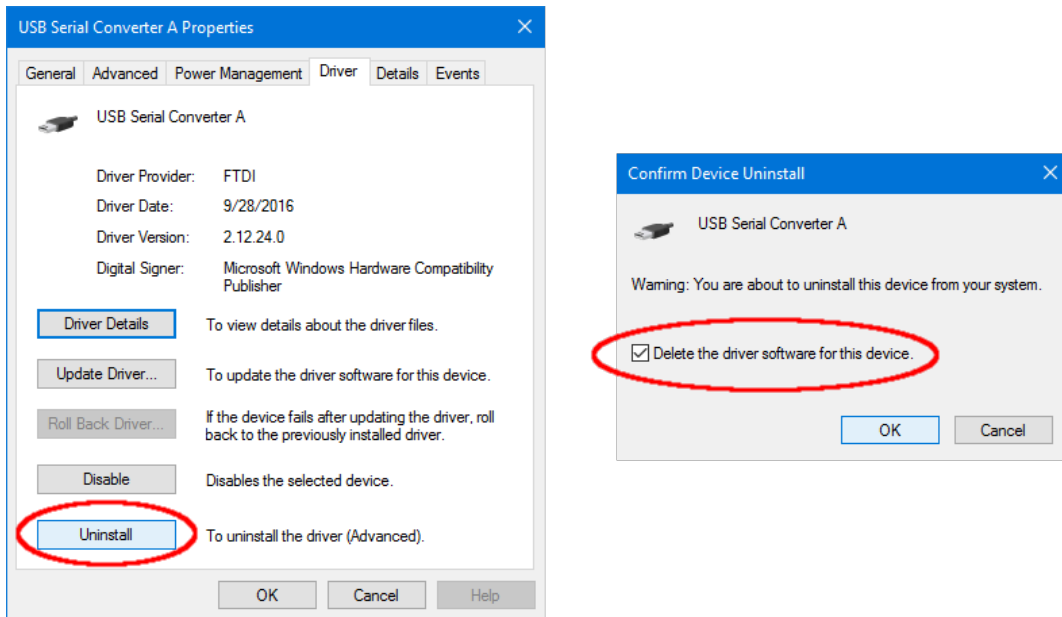 USB Serial Converter A Properties
General Advanced Power Management Driver Details Events
USB Serial Converter A
Driver Provider: FTDI
Driver Date: 9/28/2016
Driver Version: 2.12.24.0
Digital Signer: Microsoft Windows Hardware Compatibility
Publisher
Driver Details To view details about the driver files.
Update Driver... To update the driver software for this device.
Roll Back Driver... If the device fails after updating the driver, roll
back to the previously installed driver.
Disable Disables the selected device.
Uninstall To uninstall the driver (Advanced).
OK Cancel Help
Confirm Device Uninstall
USB Serial Converter A
Warning: You are about to uninstall this device from your system.
Delete the driver software for this device.
OK Cancel